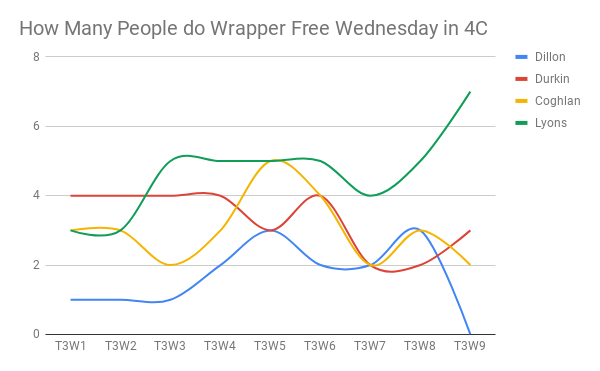 How Many People do Wrapper Free Wednesday in 4C
8
6
4
2
0
T3W1 T3W2 T3W3 T3W4 T3W5 T3W6 T3W7 T3W8 T3W9
Dillon
Durkin
Coghlan
Lyons